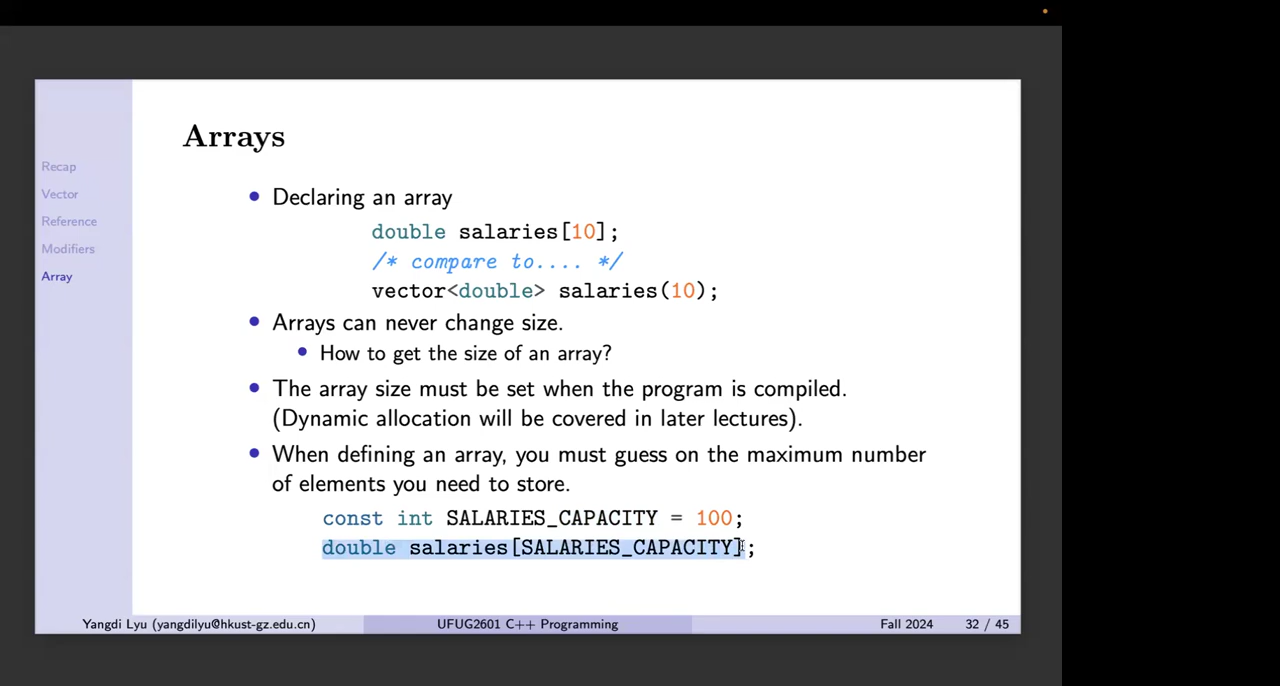 Arrays
Recap
Vector
Reference
Modifiers
Array
• Declaring an array
double salaries[10];
/* compare to.... */
vector<double> salaries(10);
• Arrays can never change size.
• How to get the size of an array?
• The array size must be set when the program is compiled.
(Dynamic allocation will be covered in later lectures).
• When defining an array, you must guess on the maximum number
of elements you need to store.
const int SALARIES_CAPACITY = 100;
double salaries[SALARIES_CAPACITY];
Yangdi Lyu (yangdilyu@hkust-gz.edu.cn) UFUG2601 C++ Programming Fall 2024 32 / 45